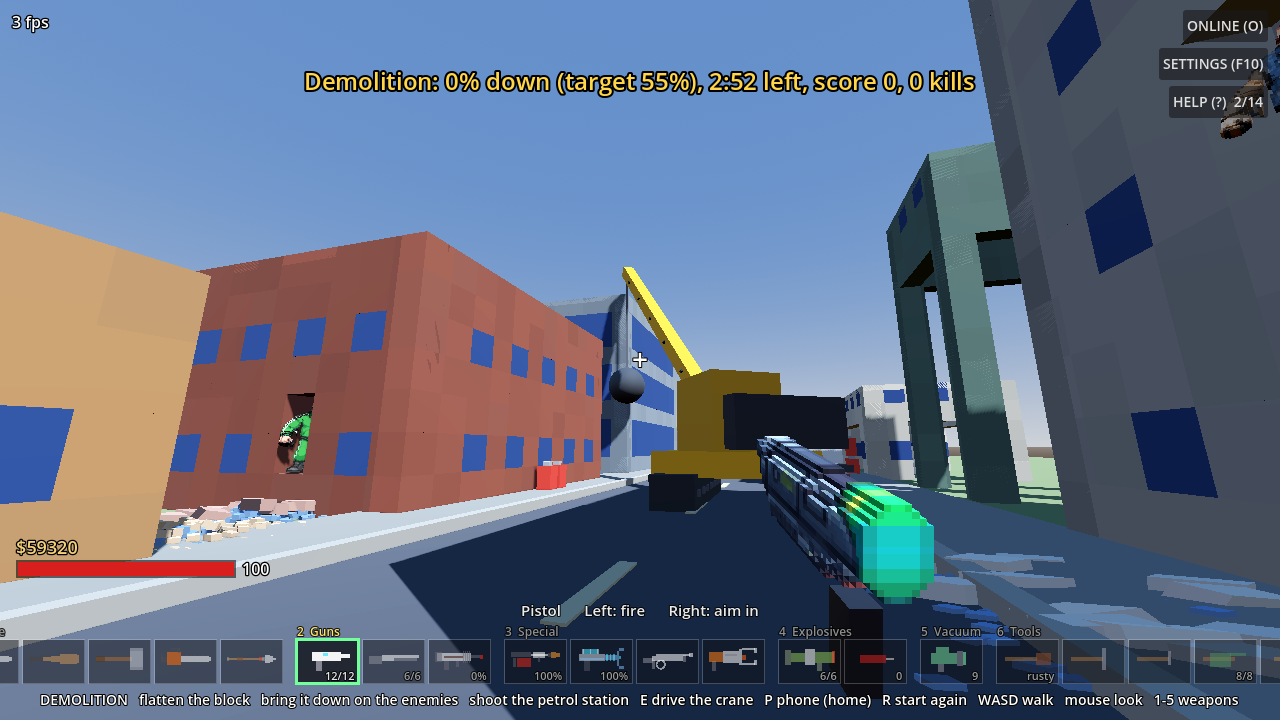 3 fps
ONLINE (O)
SETTINGS (F10)
HELP (?) 2/14
Demolition: 0% down (target 55%), 2:52 left, score 0, 0 kills
$59320
100
Pistol Left: fire Right: aim in
e 2 Guns 3 Special 4 Explosives 5 Vacuum 6 Tools
12/12 6/6 0% 100% 100% 6/6 0 9 rusty 8/8
DEMOLITION flatten the block bring it down on the enemies shoot the petrol station E drive the crane P phone (home) R start again WASD walk mouse look 1-5 weapons